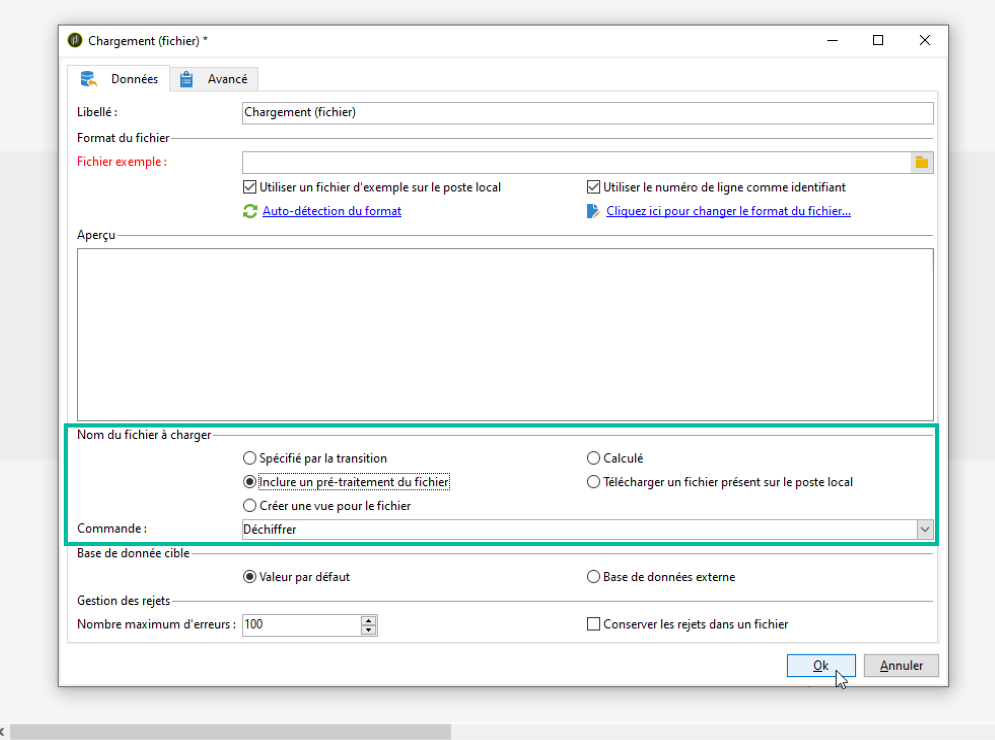 Chargement (fichier) *
Données Avancé
Libellé : Chargement (fichier)
Format du fichier
Fichier exemple :
Utiliser un fichier d'exemple sur le poste local Utiliser le numéro de ligne comme identifiant
Auto-détection du format Cliquez ici pour changer le format du fichier...
Aperçu
Nom du fichier à charger
Spécifié par la transition Calculé
Inclure un pré-traitement du fichier Télécharger un fichier présent sur le poste local
Créer une vue pour le fichier
Commande : Déchiffrer
Base de donnée cible
Valeur par défaut Base de données externe
Gestion des rejets
Nombre maximum d'erreurs : 100 Conserver les rejets dans un fichier
Ok Annuler